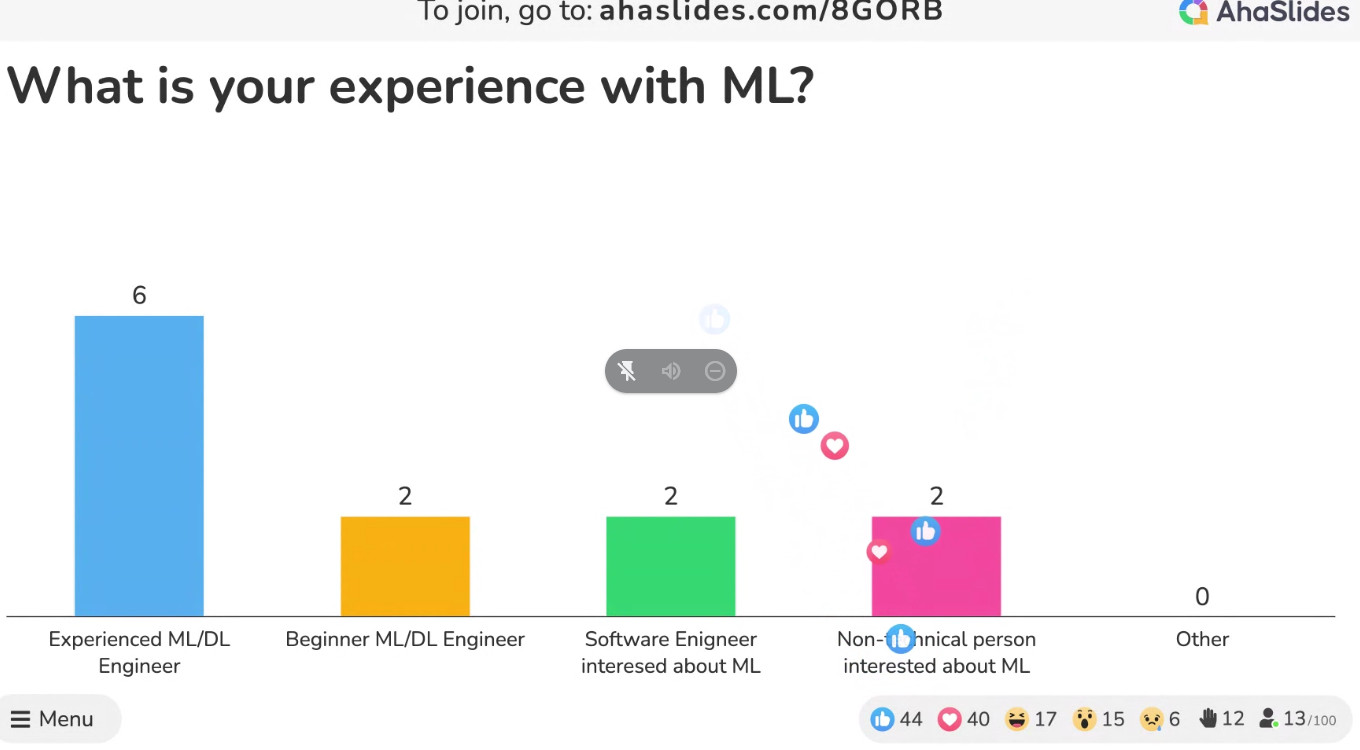 To join, go to: ahaslides.com/8GORB
AhaSlides
What is your experience with ML?
6
2
2
2
0
Experienced ML/DL
Engineer
Beginner ML/DL Engineer
Software Enigneer
interesed about ML
Non-technical person
interested about ML
Other
Menu
44 40 17 15 6 12 13/100